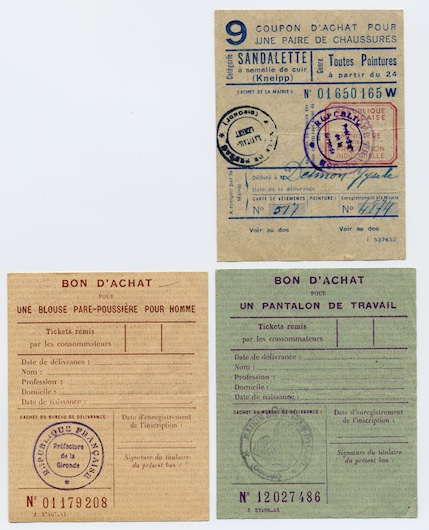 9 COUPON D'ACHAT POUR
UNE PAIRE DE CHAUSSURES
Catégorie
SANDALETTE
à semelle de cuir
(Kneipp)
Genre
Toutes Pointures
à partir du 24
CACHET DE LA MAIRIE
N° 01650165 W
Délivré à M
Date de la délivrance
CARTE DE VÊTEMENTS
POINTURE
Enregistrement à la Mairie
N° 517
N° 4874
Voir au dos
Voir au dos
J. 537632
BON D'ACHAT
POUR
UNE BLOUSE PARE-POUSSIÈRE POUR HOMME
Tickets remis
par les consommateurs
Date de délivrance :
Nom :
Profession :
Domicile :
Date de naissance :
CACHET DU BUREAU DE DÉLIVRANCE :
Date d'enregistrement
de l'inscription :
RÉPUBLIQUE FRANÇAISE
Préfecture
de la
Gironde
Signature du titulaire
du présent bon :
N° 01179208
BON D'ACHAT
POUR
UN PANTALON DE TRAVAIL
Tickets remis
par les consommateurs
Date de délivrance :
Nom :
Profession :
Domicile :
Date de naissance :
CACHET DU BUREAU DE DÉLIVRANCE :
Date d'enregistrement
de l'inscription :
Signature du titulaire
du présent bon :
N° 12027486